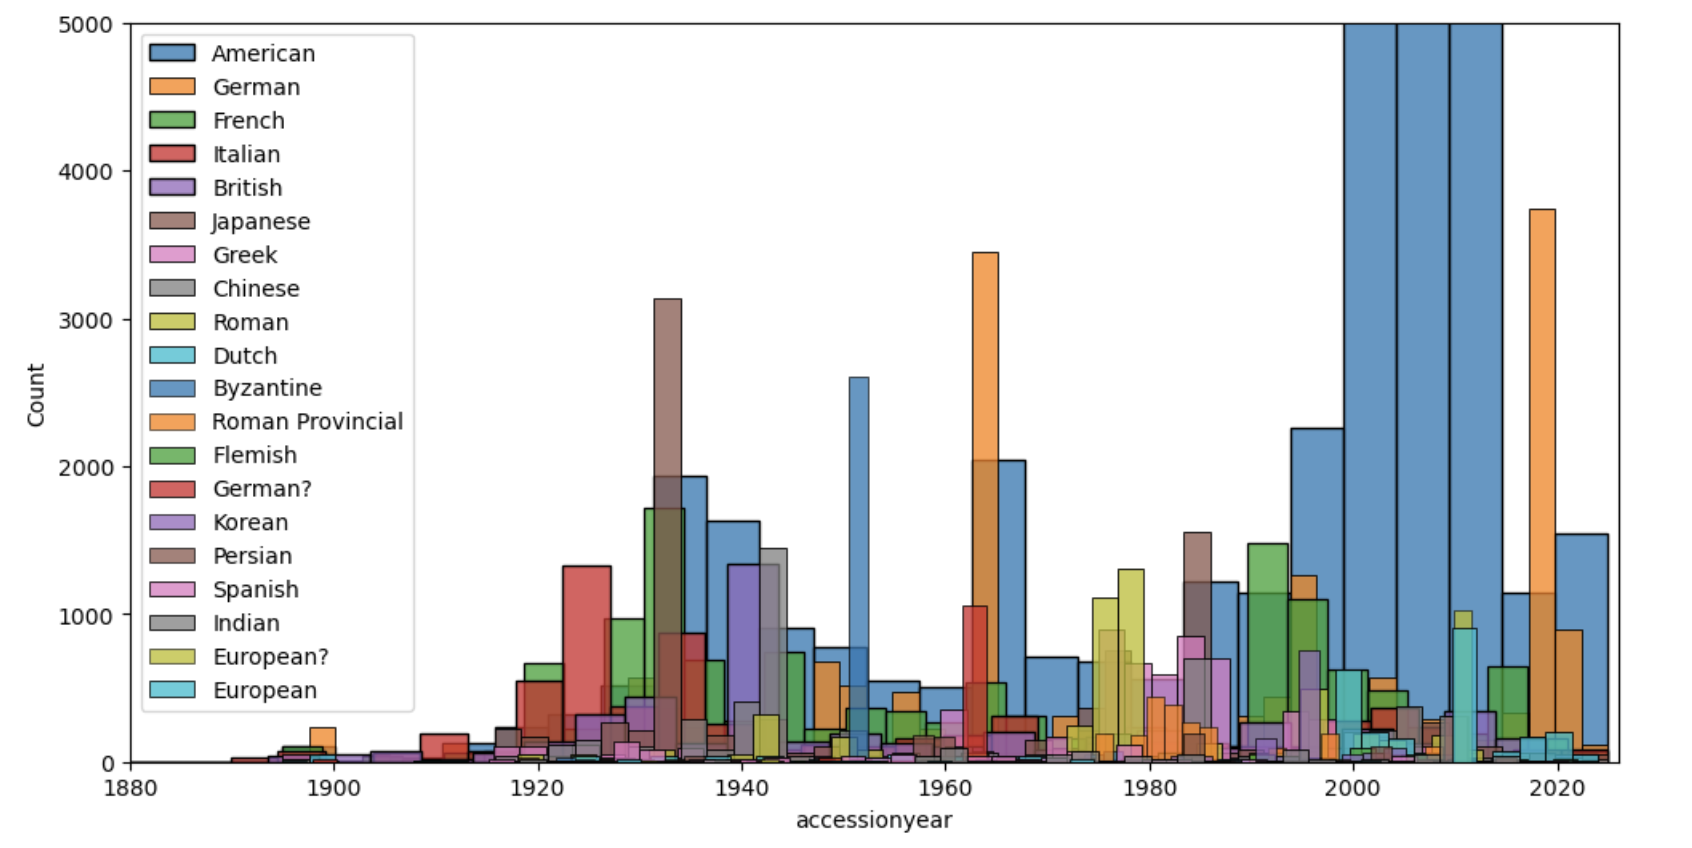 5000
4000
3000
2000
1000
0
Count
American
German
French
Italian
British
Japanese
Greek
Chinese
Roman
Dutch
Byzantine
Roman Provincial
Flemish
German?
Korean
Persian
Spanish
Indian
European?
European
1880 1900 1920 1940 1960 1980 2000 2020
accessionyear